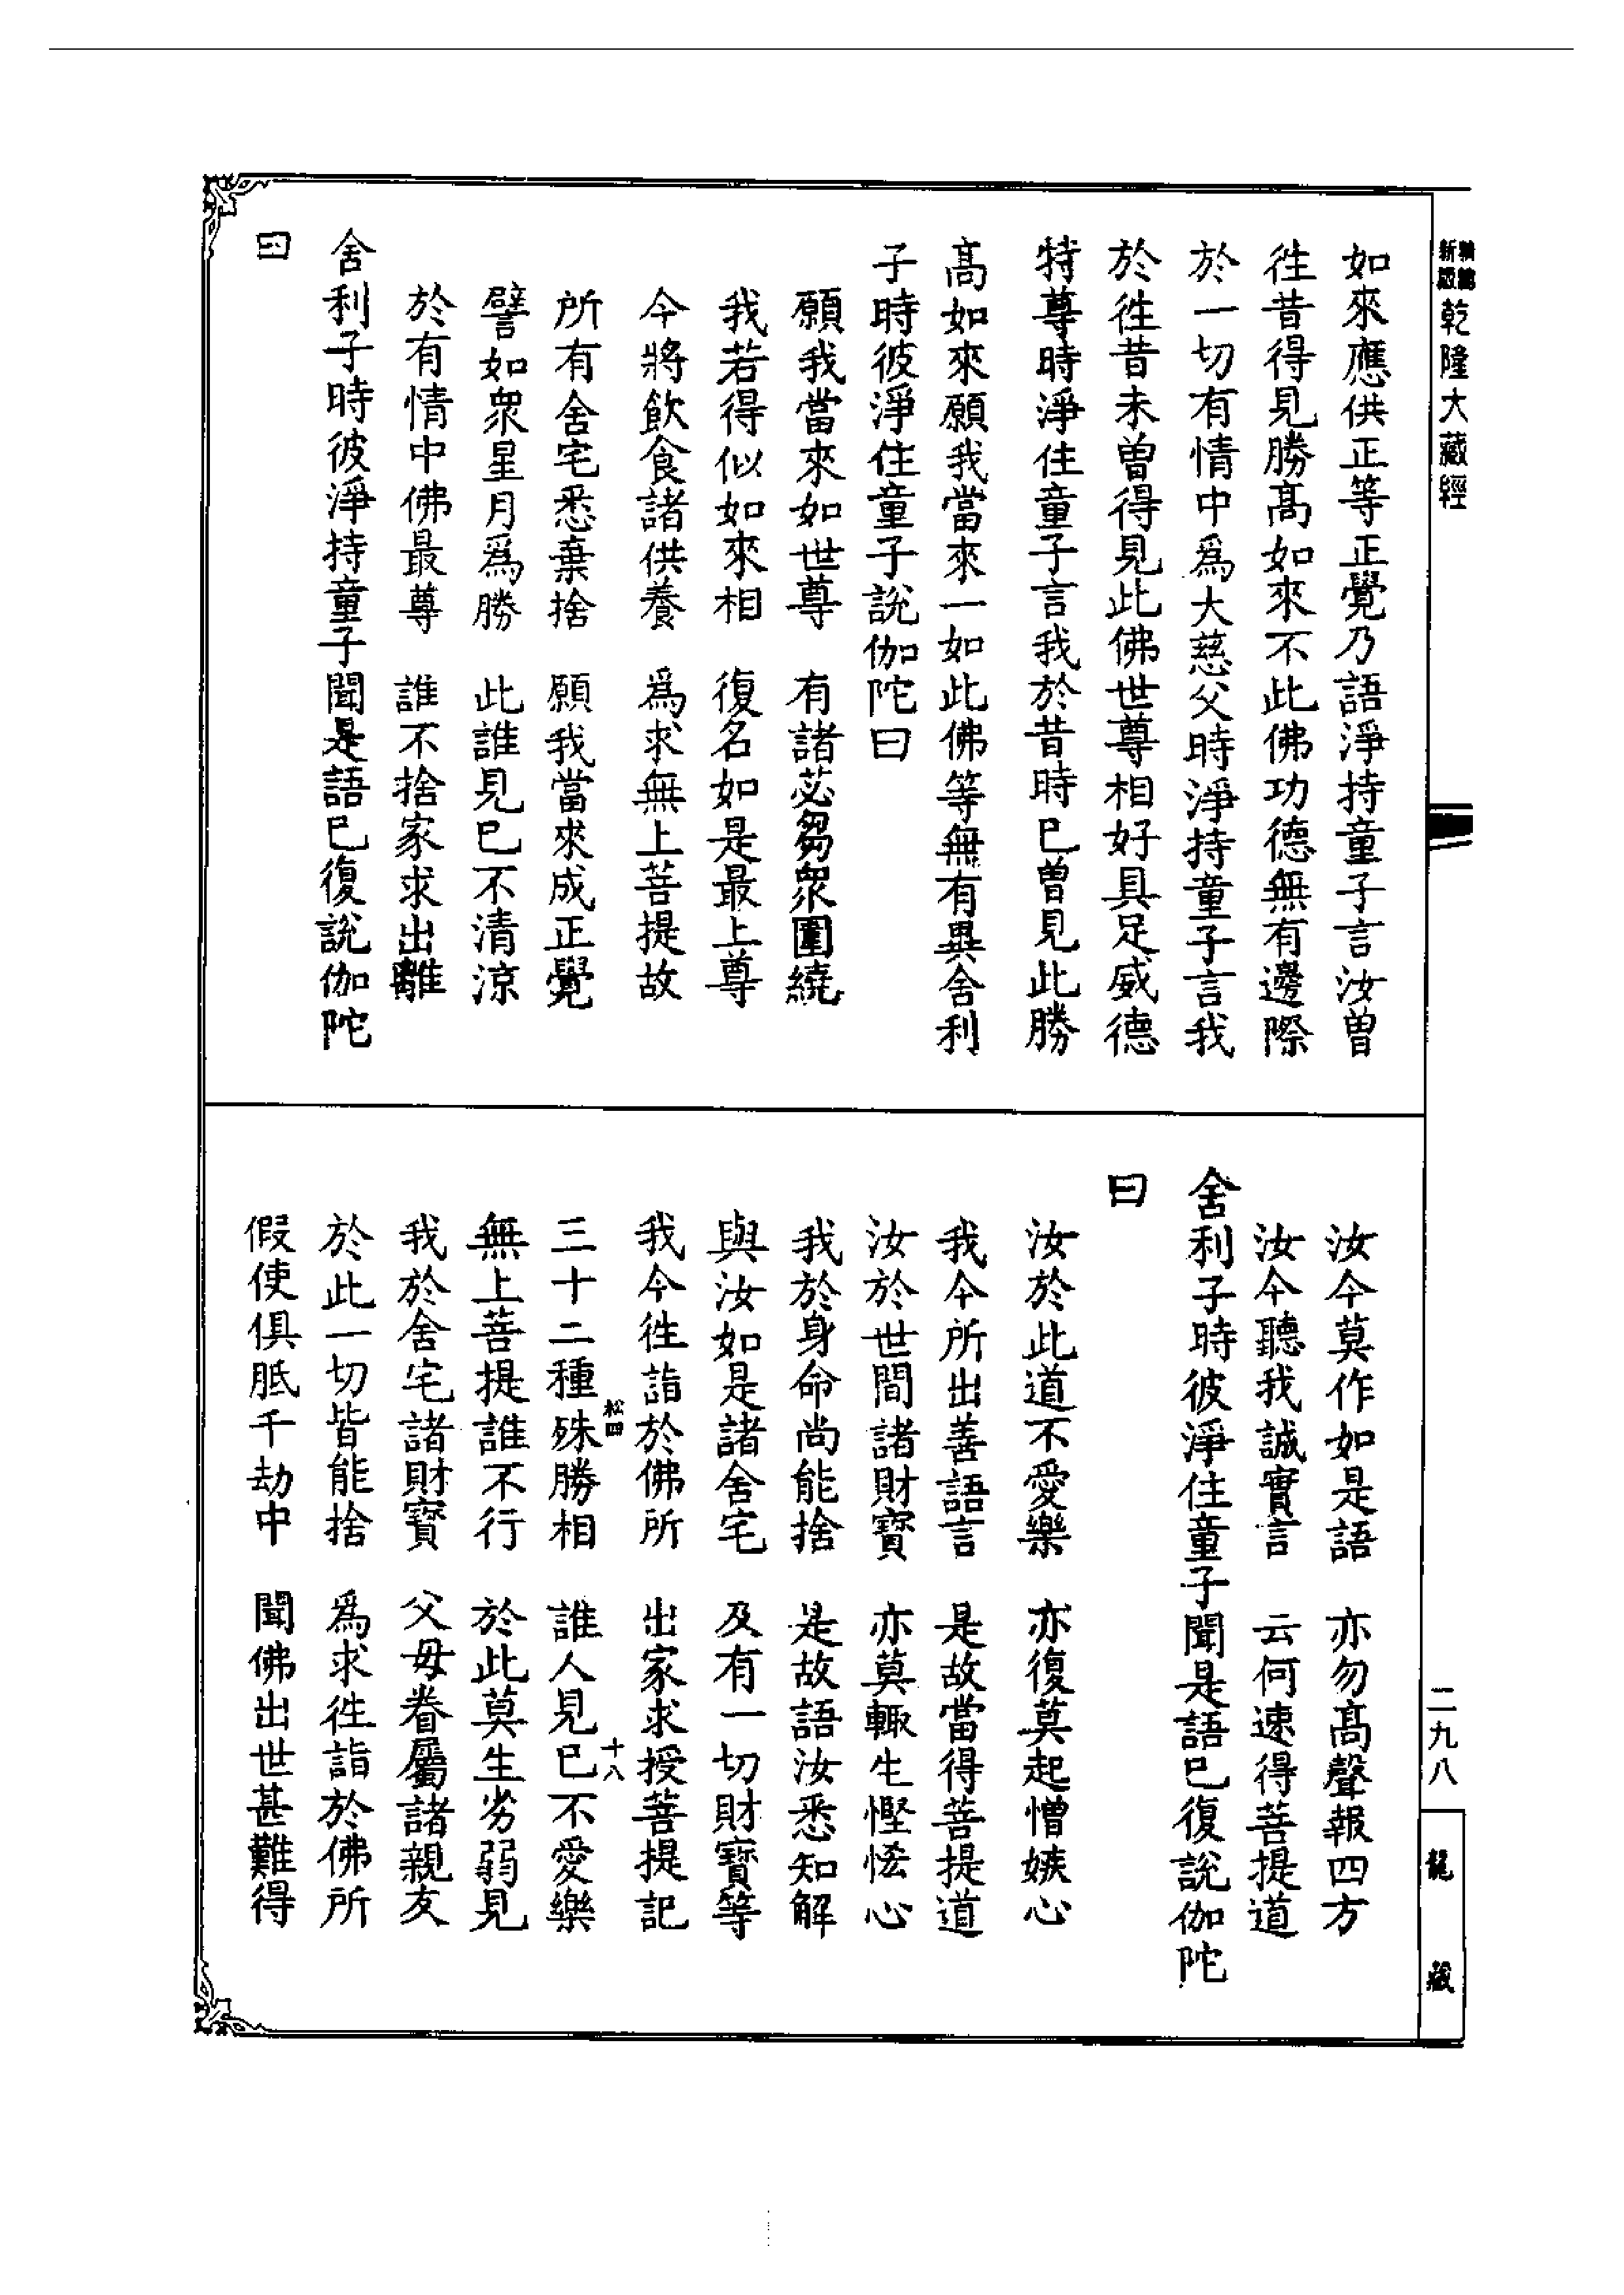 新編
新版
乾隆大藏經
如來應供正等正覺乃語淨持童子言汝曽
徃昔得見勝髙如來不此佛功德無有邊際
於一切有情中爲大慈父時淨持童子言我
於徃昔未曽得見此佛世尊相好具足威德
特尊時淨住童子言我於昔時已曽見此勝
髙如來願我當來一如此佛等無有異舍利
子時彼淨住童子說伽陀曰
願我當來如世尊　有諸苾芻衆圍繞
我若得似如來相　復名如是最上尊
今將飲食諸供養　爲求無上菩提故
所有舍宅悉棄捨　願我當來成正覺
譬如衆星月爲勝　此誰見已不清涼
於有情中佛最尊　誰不捨家求出離
舍利子時彼淨持童子聞是語已復說伽陀
曰
汝今莫作如是語　亦勿髙聲報四方
汝今聽我誠實言　云何速得菩提道
舍利子時彼淨住童子聞是語已復說伽陀
曰
汝於此道不愛樂　亦復莫起憎嫉心
我今所出善語言　是故當得菩提道
汝於世間諸財寳　亦莫輙生慳悋心
我於身命尚能捨　是故語汝悉知解
與汝如是諸舍宅　及有一切財寳等
我今徃詣於佛所　出家求授菩提記
松四　十八
三十二種殊勝相　誰人見已不愛樂
無上菩提誰不行　於此莫生劣弱見
我於舍宅諸財寳　父母眷屬諸親友
於此一切皆能捨　爲求徃詣於佛所
假使俱胝千劫中　聞佛出世甚難得
二九八
龍藏